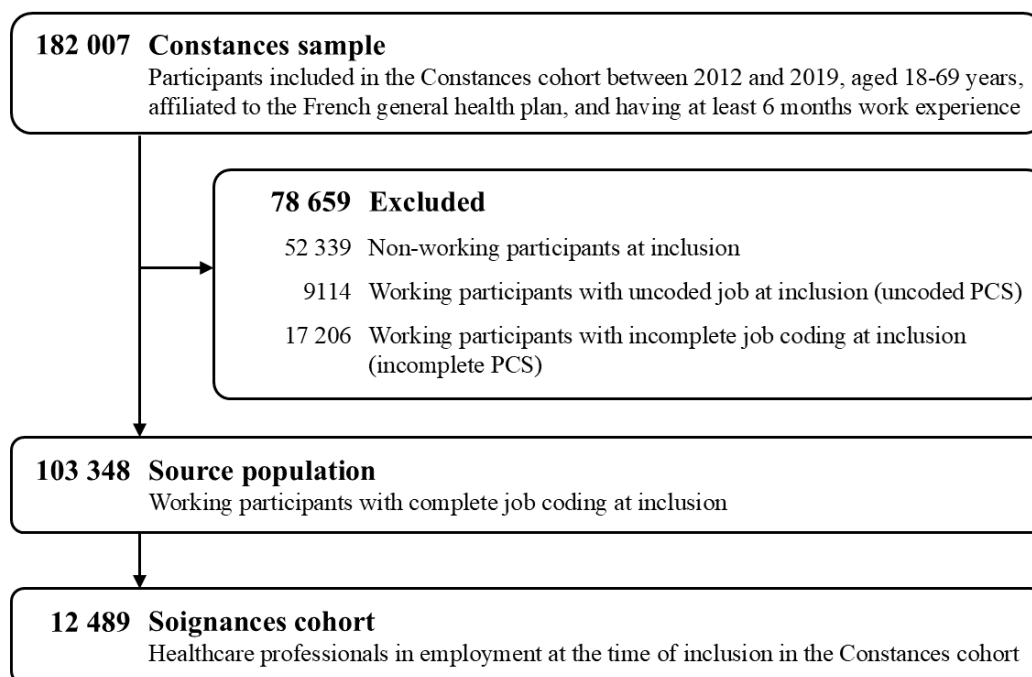 182 007 Constances sample
Participants included in the Constances cohort between 2012 and 2019, aged 18-69 years,
affiliated to the French general health plan, and having at least 6 months work experience
78 659 Excluded
52 339 Non-working participants at inclusion
9114 Working participants with uncoded job at inclusion (uncoded PCS)
17 206 Working participants with incomplete job coding at inclusion
(incomplete PCS)
103 348 Source population
Working participants with complete job coding at inclusion
12 489 Soignances cohort
Healthcare professionals in employment at the time of inclusion in the Constances cohort